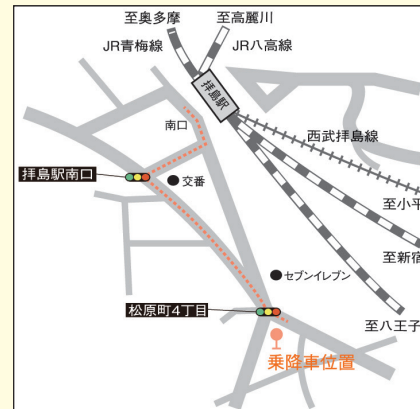 至奥多摩
至高麗川
JR青梅線
JR八高線
拝島駅
南口
西武拝島線
拝島駅南口
交番
至小平
至新宿
セブンイレブン
松原町4丁目
至八王子
乗降車位置